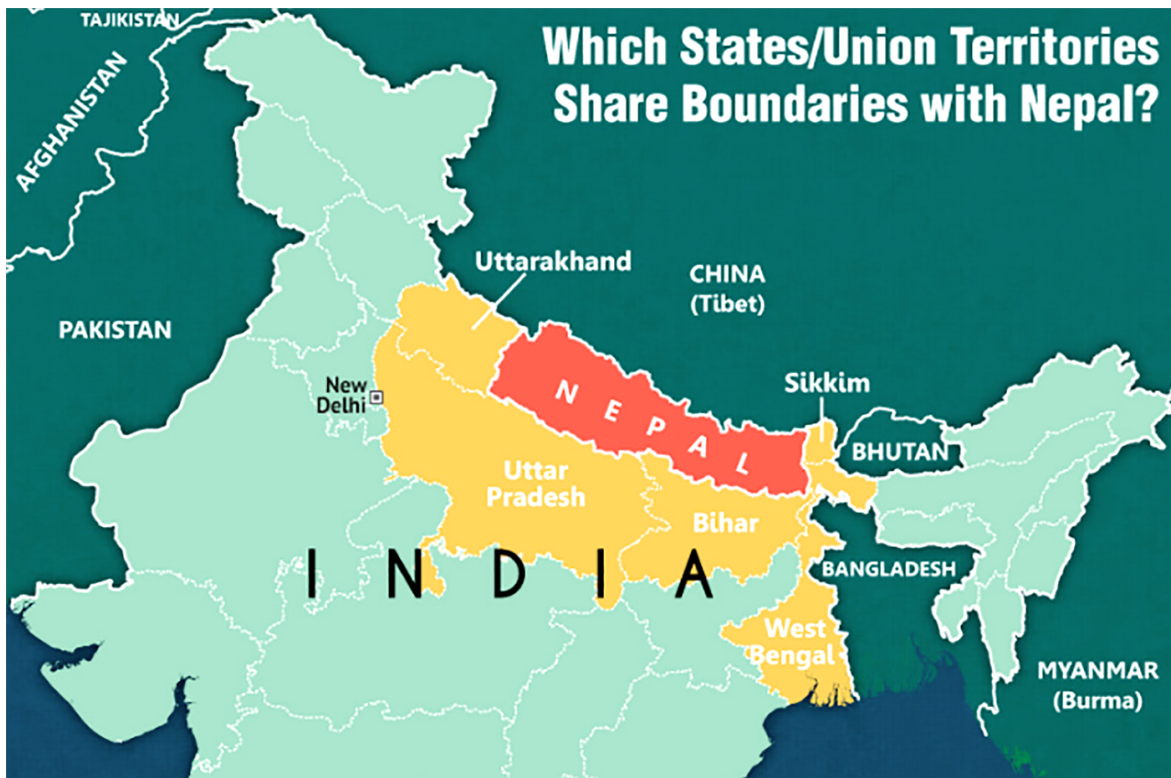 TAJIKISTAN
Which States/Union Territories
Share Boundaries with Nepal?
AFGHANISTAN
Uttarakhand
CHINA
(Tibet)
PAKISTAN
New
Delhi
NEPAL
Sikkim
BHUTAN
Uttar
Pradesh
Bihar
INDIA
BANGLADESH
West
Bengal
MYANMAR
(Burma)